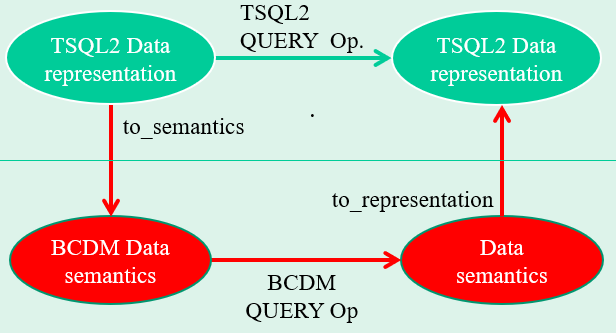 TSQL2
QUERY Op.
TSQL2 Data
representation
TSQL2 Data
representation
to_semantics
to_representation
BCDM Data
semantics
Data
semantics
BCDM
QUERY Op